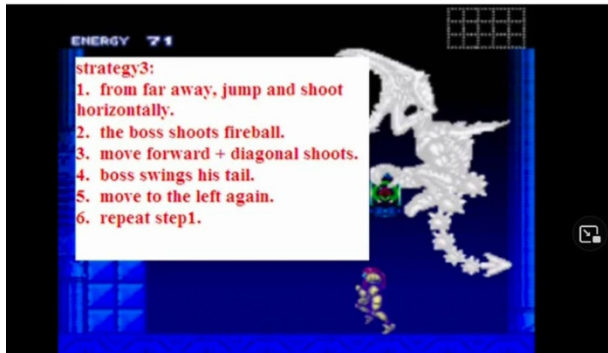 ENERGY 71
strategy3:
1. from far away, jump and shoot
horizontally.
2. the boss shoots fireball.
3. move forward + diagonal shoots.
4. boss swings his tail.
5. move to the left again.
6. repeat step1.